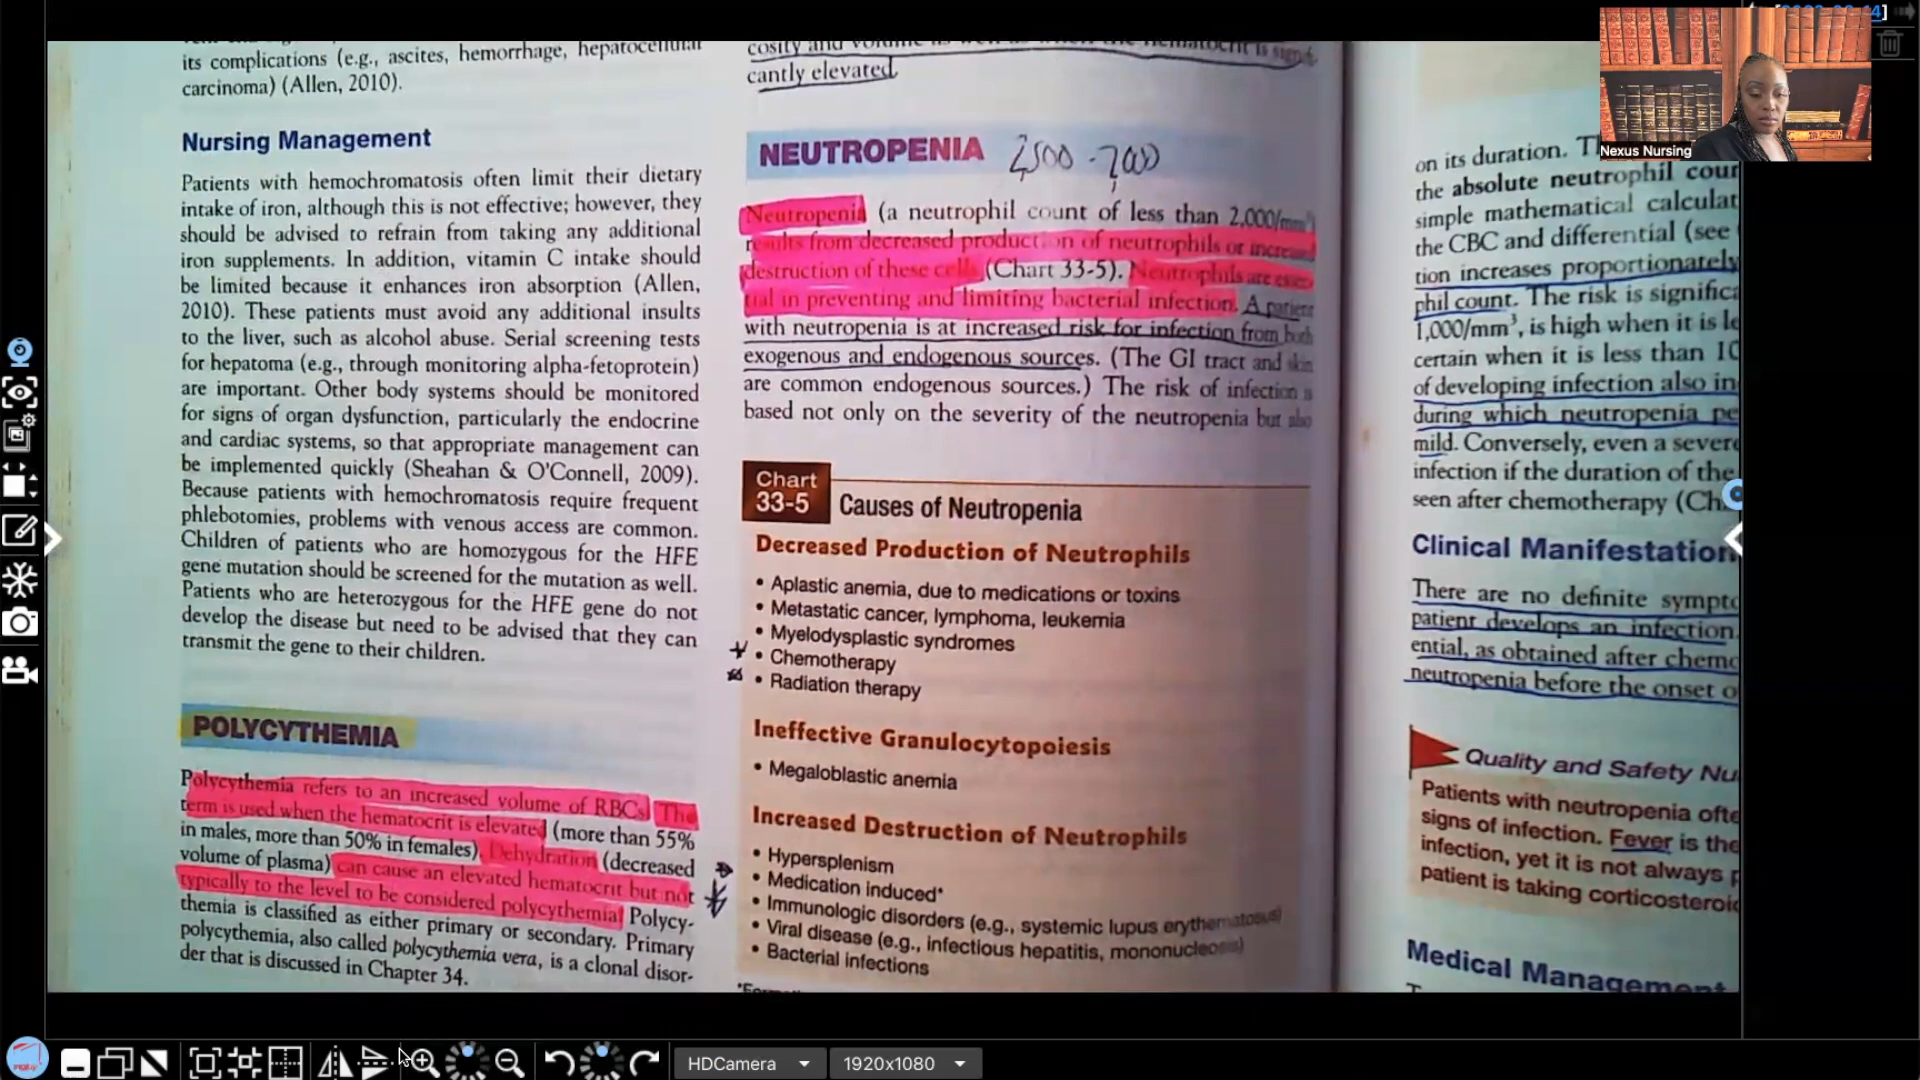 its complications (e.g., ascites, hemorrhage, hepatocellular
carcinoma) (Allen, 2010).
Nursing Management
Patients with hemochromatosis often limit their dietary
intake of iron, although this is not effective; however, they
should be advised to refrain from taking any additional
iron supplements. In addition, vitamin C intake should
be limited because it enhances iron absorption (Allen,
2010). These patients must avoid any additional insults
to the liver, such as alcohol abuse. Serial screening tests
for hepatoma (e.g., through monitoring alpha-fetoprotein)
are important. Other body systems should be monitored
for signs of organ dysfunction, particularly the endocrine
and cardiac systems, so that appropriate management can
be implemented quickly (Sheahan & O'Connell, 2009).
Because patients with hemochromatosis require frequent
phlebotomies, problems with venous access are common.
Children of patients who are homozygous for the HFE
gene mutation should be screened for the mutation as well.
Patients who are heterozygous for the HFE gene do not
develop the disease but need to be advised that they can
transmit the gene to their children.
POLYCYTHEMIA
Polycythemia refers to an increased volume of RBCs. The
term is used when the hematocrit is elevated (more than 55%
in males, more than 50% in females). Dehydration (decreased
volume of plasma) can cause an elevated hematocrit but not
typically to the level to be considered polycythemia. Polycy-
themia is classified as either primary or secondary. Primary
polycythemia, also called polycythemia vera, is a clonal disor-
der that is discussed in Chapter 34.
cosity and volume as well as when the hematocrit is signifi-
cantly elevated.
NEUTROPENIA 2,500 - 7,000
Neutropenia (a neutrophil count of less than 2,000/mm³)
results from decreased production of neutrophils or increased
destruction of these cells (Chart 33-5). Neutrophils are essen-
tial in preventing and limiting bacterial infection. A patient
with neutropenia is at increased risk for infection from both
exogenous and endogenous sources. (The GI tract and skin
are common endogenous sources.) The risk of infection is
based not only on the severity of the neutropenia but also
Chart
33-5 Causes of Neutropenia
Decreased Production of Neutrophils
• Aplastic anemia, due to medications or toxins
• Metastatic cancer, lymphoma, leukemia
• Myelodysplastic syndromes
• Chemotherapy
• Radiation therapy
Ineffective Granulocytopoiesis
• Megaloblastic anemia
Increased Destruction of Neutrophils
• Hypersplenism
• Medication induced*
• Immunologic disorders (e.g., systemic lupus erythematosus)
• Viral disease (e.g., infectious hepatitis, mononucleosis)
• Bacterial infections
on its duration.
the absolute neutrophil
simple mathematical
the CBC and differential (see
tion increases proportionately
phil count. The risk is
1,000/mm³, is high when it is
certain when it is less than
of developing infection also
during which neutropenia
mild. Conversely, even a
infection if the duration of the
seen after chemotherapy
Clinical Manifestation
There are no definite
patient develops an infection.
ential, as obtained after
neutropenia before the onset
Quality and Safety
Patients with neutropenia
signs of infection. Fever is the
infection, yet it is not always
patient is taking
Medical Management
Nexus Nursing
HDCamera
1920x1080